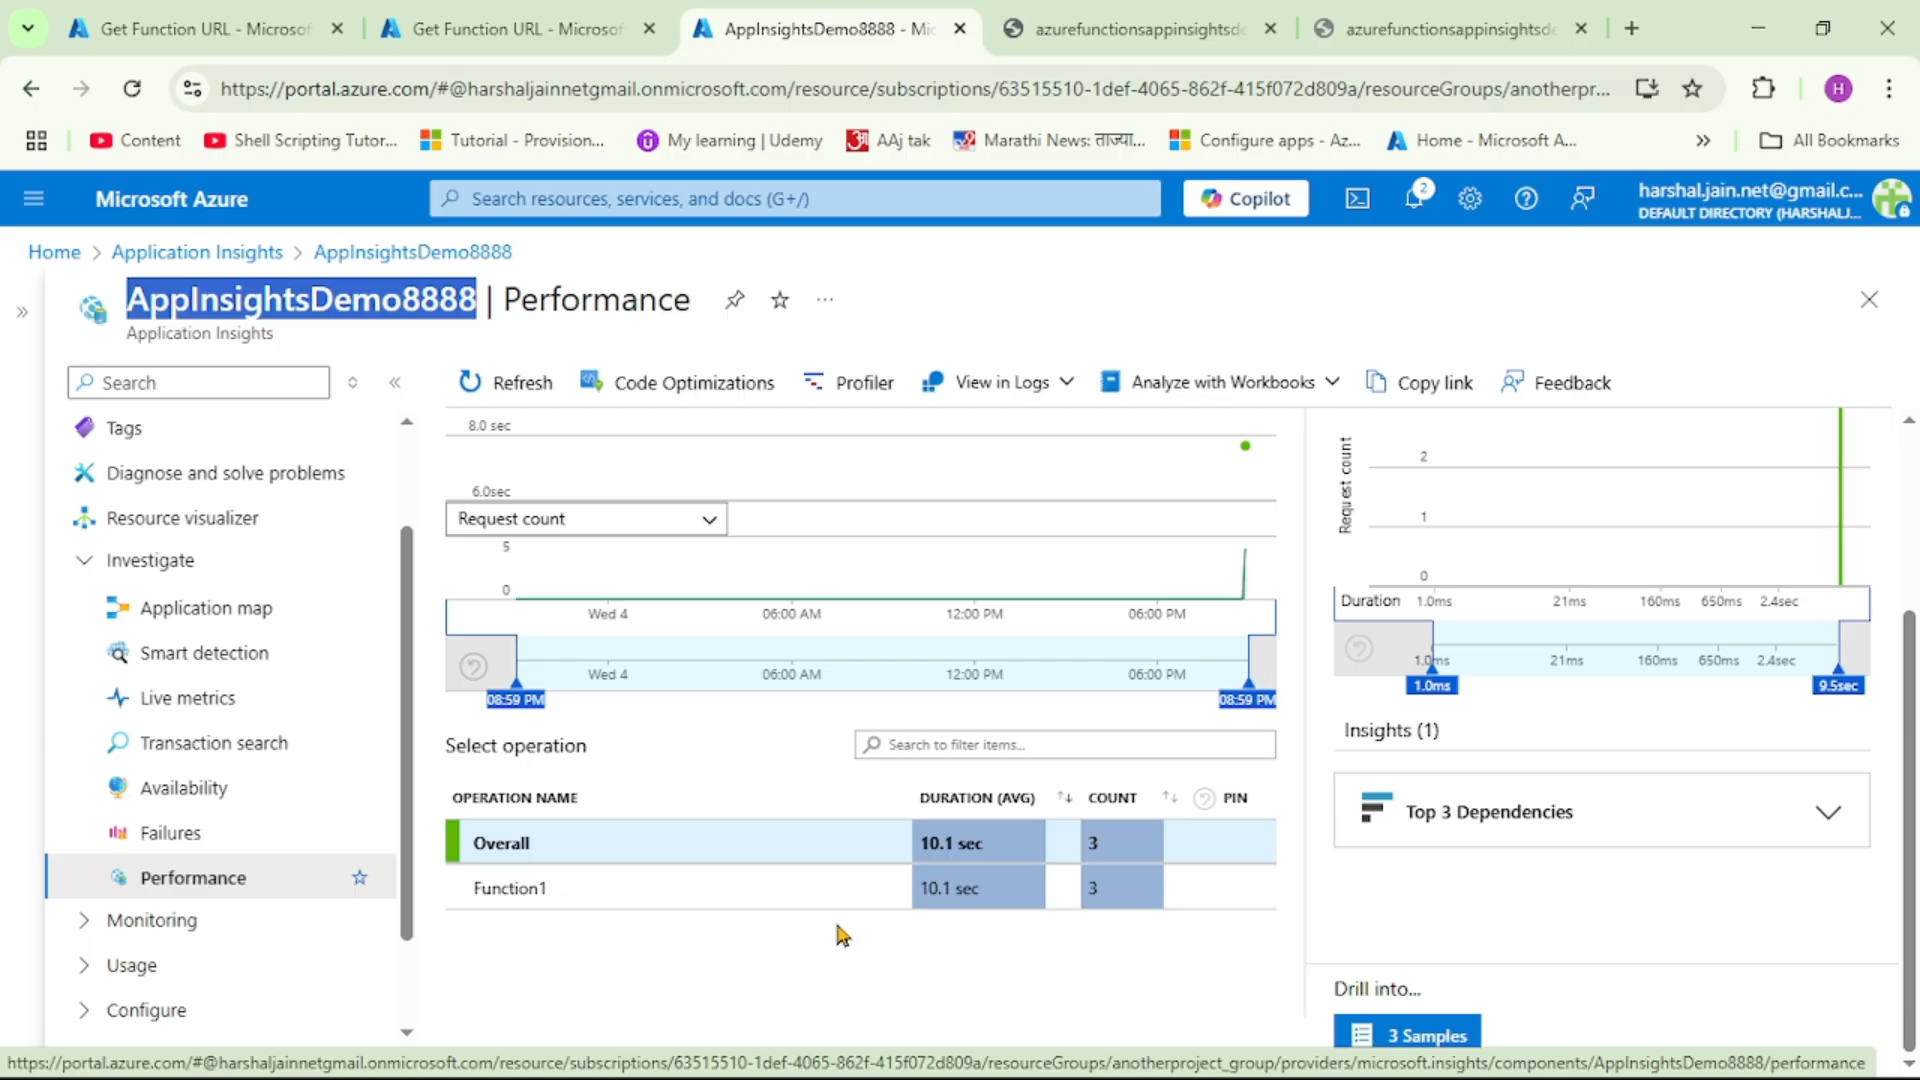 Get Function URL - Microsof
Get Function URL - Microsof
AppInsightsDemo8888 - Mic
azurefunctionsappinsightsde
azurefunctionsappinsightsde
https://portal.azure.com/#@harshaljainnetgmail.onmicrosoft.com/resource/subscriptions/63515510-1def-4065-862f-415f072d809a/resourceGroups/anotherpr...
H
Content
Shell Scripting Tutor...
Tutorial - Provision...
My learning | Udemy
AAj tak
Marathi News: ताज्या...
Configure apps - Az...
Home - Microsoft A...
All Bookmarks
Microsoft Azure
Search resources, services, and docs (G+/)
Copilot
2
harshal.jain.net@gmail.c...
DEFAULT DIRECTORY (HARSHALJ...
Home > Application Insights > AppInsightsDemo8888
AppInsightsDemo8888 | Performance
Application Insights
Search
Refresh
Code Optimizations
Profiler
View in Logs
Analyze with Workbooks
Copy link
Feedback
Tags
Diagnose and solve problems
Resource visualizer
Investigate
Application map
Smart detection
Live metrics
Transaction search
Availability
Failures
Performance
Monitoring
Usage
Configure
8.0 sec
6.0sec
Request count
5
0
Wed 4 06:00 AM 12:00 PM 06:00 PM
Wed 4 06:00 AM 12:00 PM 06:00 PM
08:59 PM 08:59 PM
Select operation
Search to filter items...
OPERATION NAME DURATION (AVG) COUNT PIN
Overall 10.1 sec 3
Function1 10.1 sec 3
Request count
2
1
0
Duration 1.0ms 21ms 160ms 650ms 2.4sec
1.0ms 21ms 160ms 650ms 2.4sec
1.0ms 9.5sec
Insights (1)
Top 3 Dependencies
Drill into...
3 Samples
https://portal.azure.com/#@harshaljainnetgmail.onmicrosoft.com/resource/subscriptions/63515510-1def-4065-862f-415f072d809a/resourceGroups/anotherproject_group/providers/microsoft.insights/components/AppInsightsDemo8888/performance